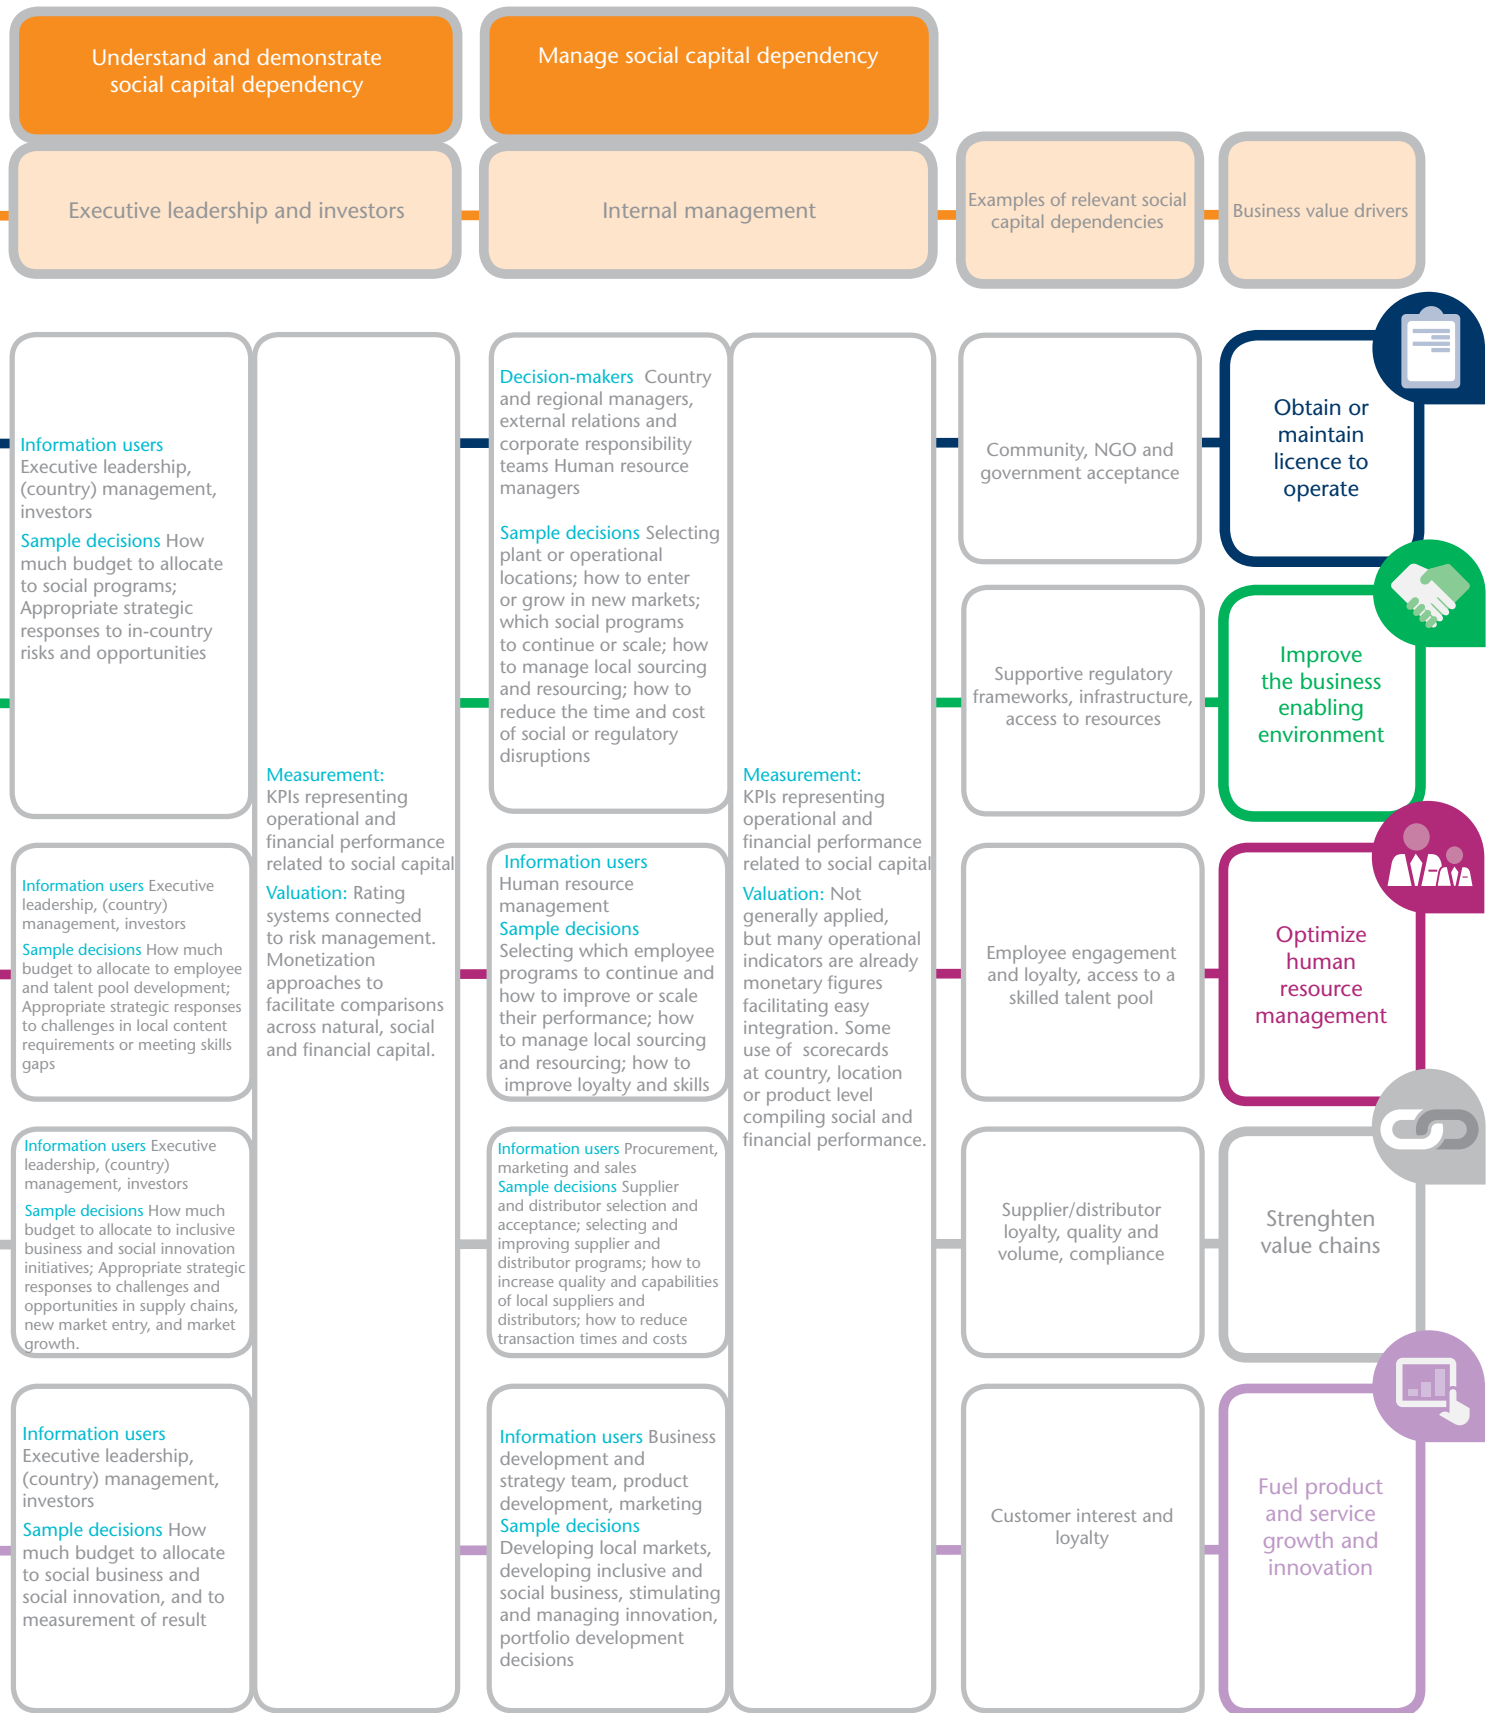 Understand and demonstrate
social capital dependency
Manage social capital dependency
Executive leadership and investors
Internal management
Examples of relevant social
capital dependencies
Business value drivers
Information users
Executive leadership,
(country) management,
investors
Sample decisions How
much budget to allocate
to social programs;
Appropriate strategic
responses to in-country
risks and opportunities
Information users Executive
leadership, (country)
management, investors
Sample decisions How much
budget to allocate to employee
and talent pool development;
Appropriate strategic responses
to challenges in local content
requirements or meeting skills
gaps
Information users Executive
leadership, (country)
management, investors
Sample decisions How much
budget to allocate to inclusive
business and social innovation
initiatives; Appropriate strategic
responses to challenges and
opportunities in supply chains,
new market entry, and market
growth.
Information users
Executive leadership,
(country) management,
investors
Sample decisions How
much budget to allocate
to social business and
social innovation, and to
measurement of result
Measurement:
KPIs representing
operational and
financial performance
related to social capital
Valuation: Rating
systems connected
to risk management.
Monetization
approaches to
facilitate comparisons
across natural, social
and financial capital.
Decision-makers Country
and regional managers,
external relations and
corporate responsibility
teams Human resource
managers
Sample decisions Selecting
plant or operational
locations; how to enter
or grow in new markets;
which social programs
to continue or scale; how
to manage local sourcing
and resourcing; how to
reduce the time and cost
of social or regulatory
disruptions
Information users
Human resource
management
Sample decisions
Selecting which employee
programs to continue and
how to improve or scale
their performance; how
to manage local sourcing
and resourcing; how to
improve loyalty and skills
Information users Procurement,
marketing and sales
Sample decisions Supplier
and distributor selection and
acceptance; selecting and
improving supplier and
distributor programs; how to
increase quality and capabilities
of local suppliers and
distributors; how to reduce
transaction times and costs
Information users Business
development and
strategy team, product
development, marketing
Sample decisions
Developing local markets,
developing inclusive and
social business, stimulating
and managing innovation,
portfolio development
decisions
Measurement:
KPIs representing
operational and
financial performance
related to social capital
Valuation: Not
generally applied,
but many operational
indicators are already
monetary figures
facilitating easy
integration. Some
use of scorecards
at country, location
or product level
compiling social and
financial performance.
Community, NGO and
government acceptance
Supportive regulatory
frameworks, infrastructure,
access to resources
Employee engagement
and loyalty, access to a
skilled talent pool
Supplier/distributor
loyalty, quality and
volume, compliance
Customer interest and
loyalty
Obtain or
maintain
licence to
operate
Improve
the business
enabling
environment
Optimize
human
resource
management
Strenghten
value chains
Fuel product
and service
growth and
innovation